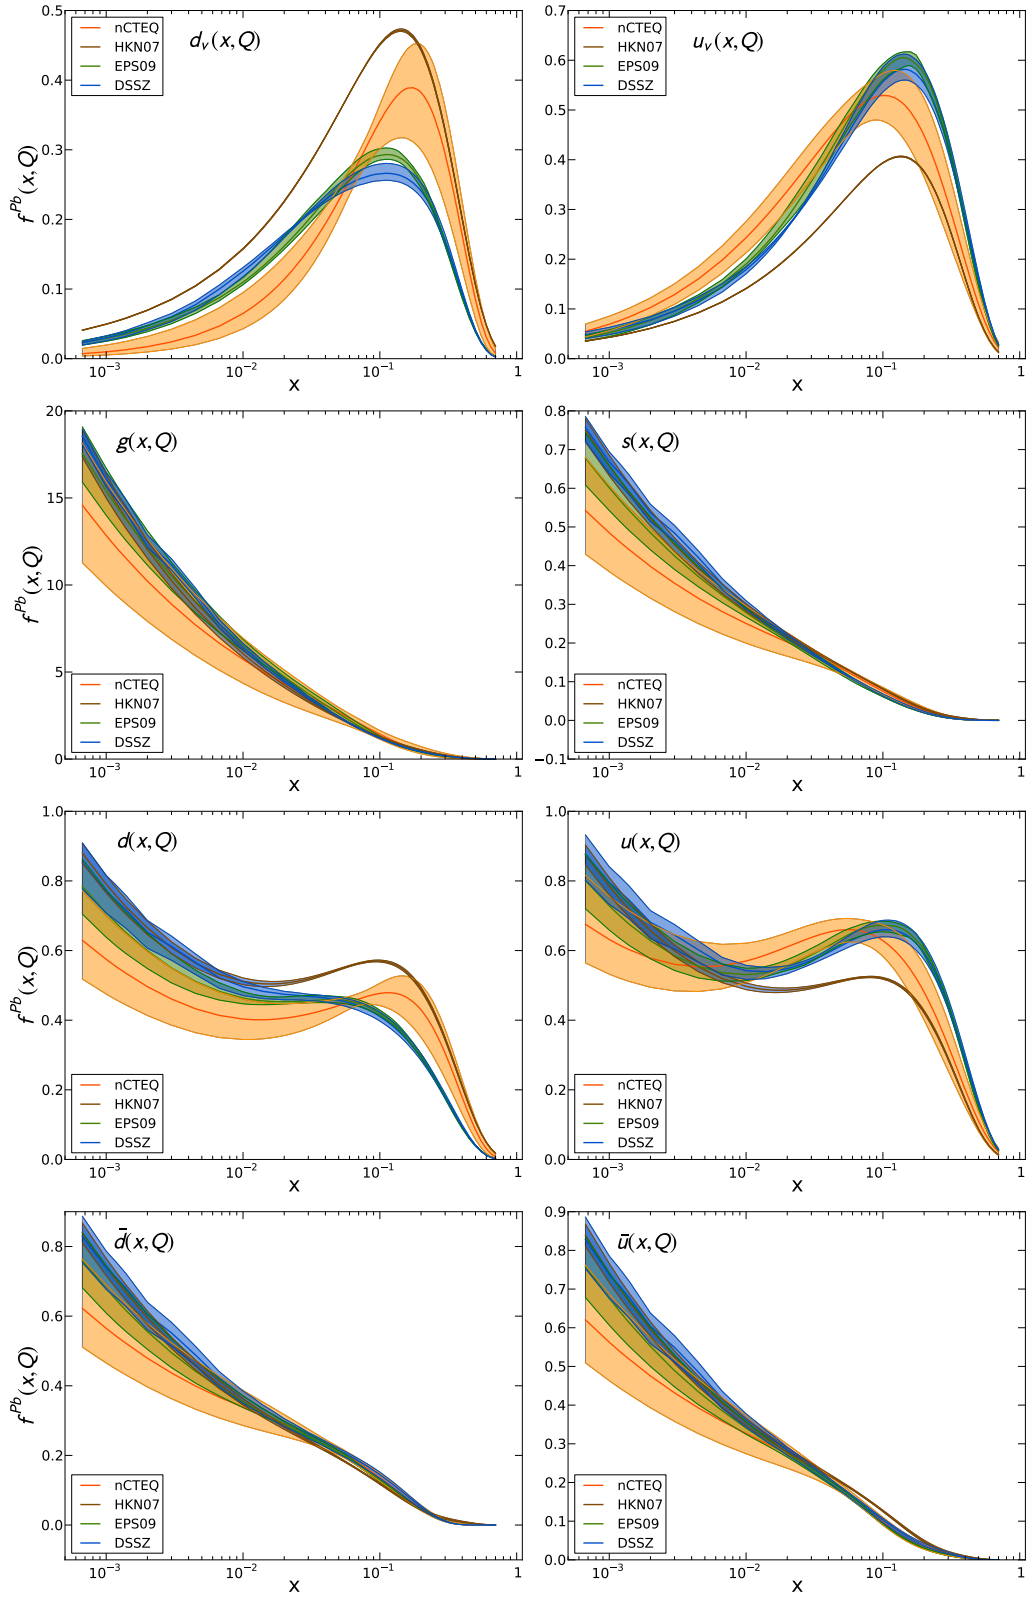 d_v(x,Q)
nCTEQ
HKN07
EPS09
DSSZ
f^{Pb}(x,Q)
0.5
0.4
0.3
0.2
0.1
0.0
10^{-3}
10^{-2}
10^{-1}
1
x
u_v(x,Q)
nCTEQ
HKN07
EPS09
DSSZ
0.7
0.6
0.5
0.4
0.3
0.2
0.1
0.0
10^{-3}
10^{-2}
10^{-1}
1
x
g(x,Q)
nCTEQ
HKN07
EPS09
DSSZ
f^{Pb}(x,Q)
20
15
10
5
0
10^{-3}
10^{-2}
10^{-1}
1
x
s(x,Q)
nCTEQ
HKN07
EPS09
DSSZ
0.8
0.7
0.6
0.5
0.4
0.3
0.2
0.1
0.0
−0.1
10^{-3}
10^{-2}
10^{-1}
1
x
d(x,Q)
nCTEQ
HKN07
EPS09
DSSZ
f^{Pb}(x,Q)
1.0
0.8
0.6
0.4
0.2
0.0
10^{-3}
10^{-2}
10^{-1}
1
x
u(x,Q)
nCTEQ
HKN07
EPS09
DSSZ
1.0
0.8
0.6
0.4
0.2
0.0
10^{-3}
10^{-2}
10^{-1}
1
x
d̄(x,Q)
nCTEQ
HKN07
EPS09
DSSZ
f^{Pb}(x,Q)
0.8
0.6
0.4
0.2
0.0
10^{-3}
10^{-2}
10^{-1}
1
x
ū(x,Q)
nCTEQ
HKN07
EPS09
DSSZ
0.9
0.8
0.7
0.6
0.5
0.4
0.3
0.2
0.1
0.0
10^{-3}
10^{-2}
10^{-1}
1
x